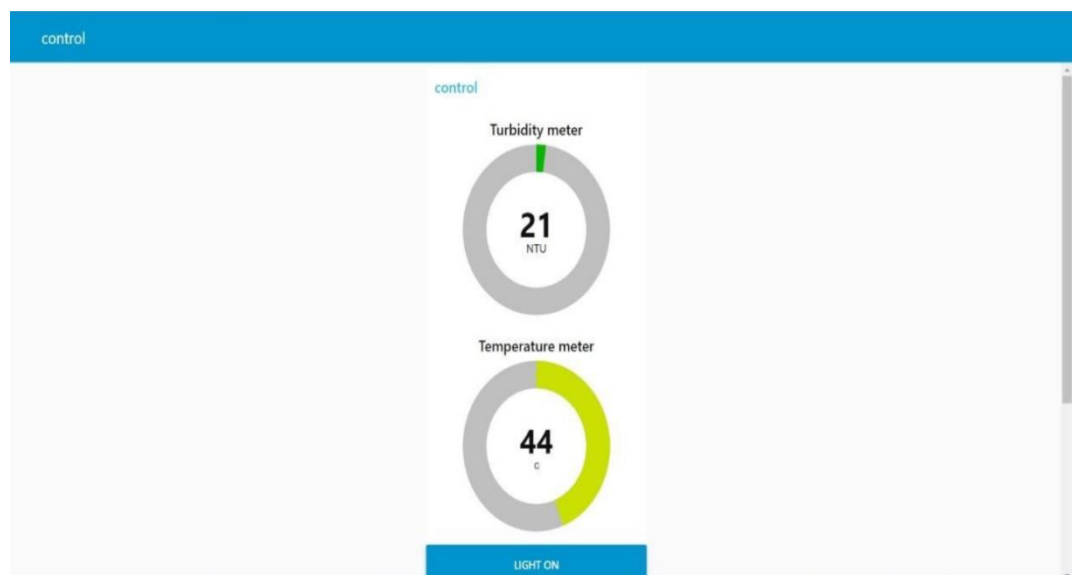 control
control
Turbidity meter
21
NTU
Temperature meter
44
c
LIGHT ON